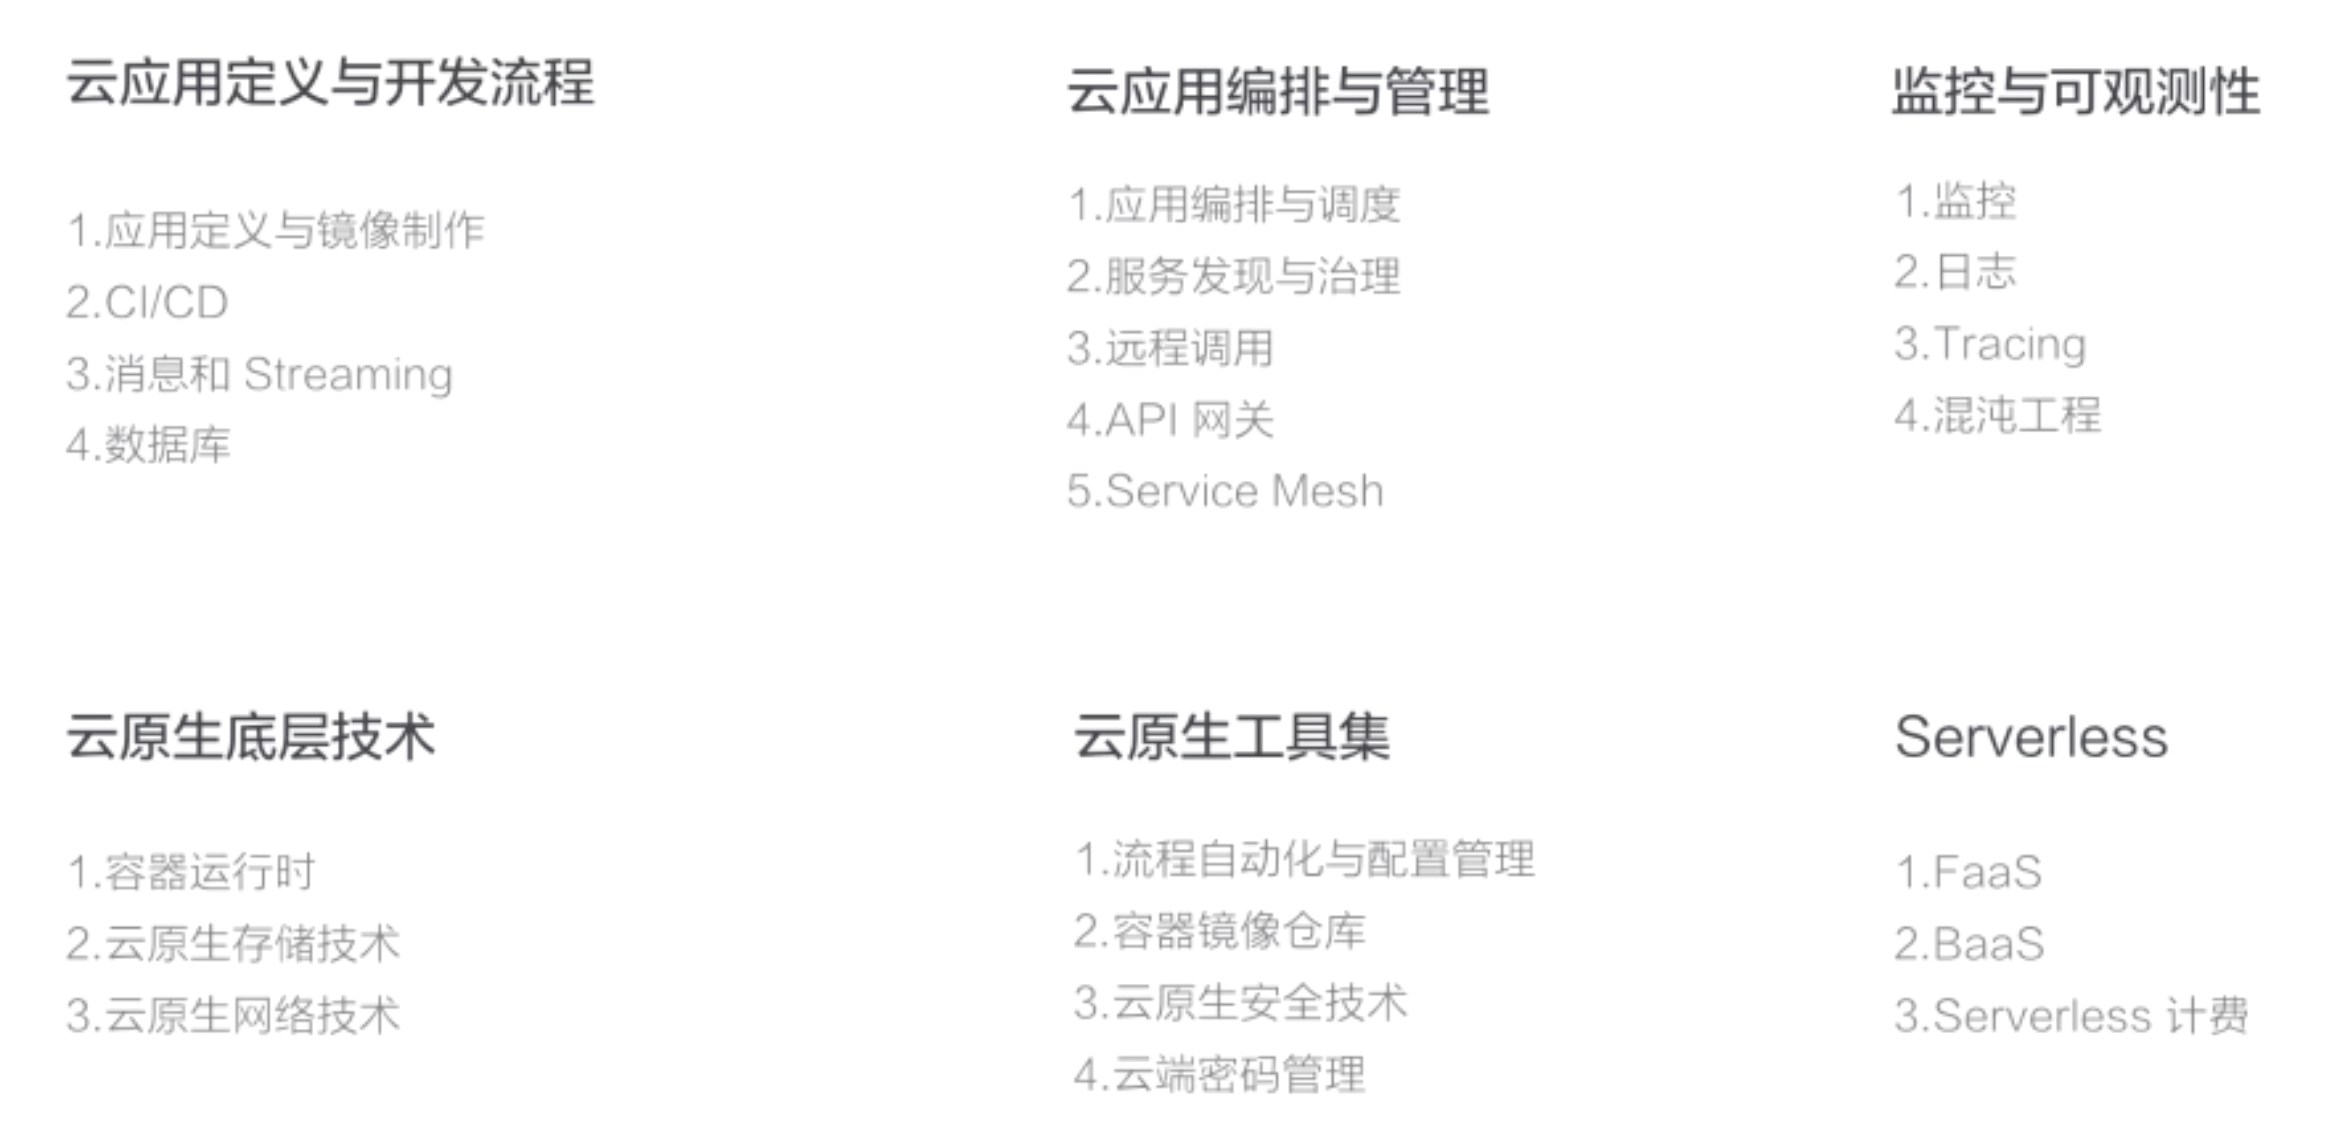 云应用定义与开发流程
1.应用定义与镜像制作
2.CI/CD
3.消息和 Streaming
4.数据库
云应用编排与管理
1.应用编排与调度
2.服务发现与治理
3.远程调用
4.API 网关
5.Service Mesh
监控与可观测性
1.监控
2.日志
3.Tracing
4.混沌工程
云原生底层技术
1.容器运行时
2.云原生存储技术
3.云原生网络技术
云原生工具集
1.流程自动化与配置管理
2.容器镜像仓库
3.云原生安全技术
4.云端密码管理
Serverless
1.FaaS
2.BaaS
3.Serverless 计费